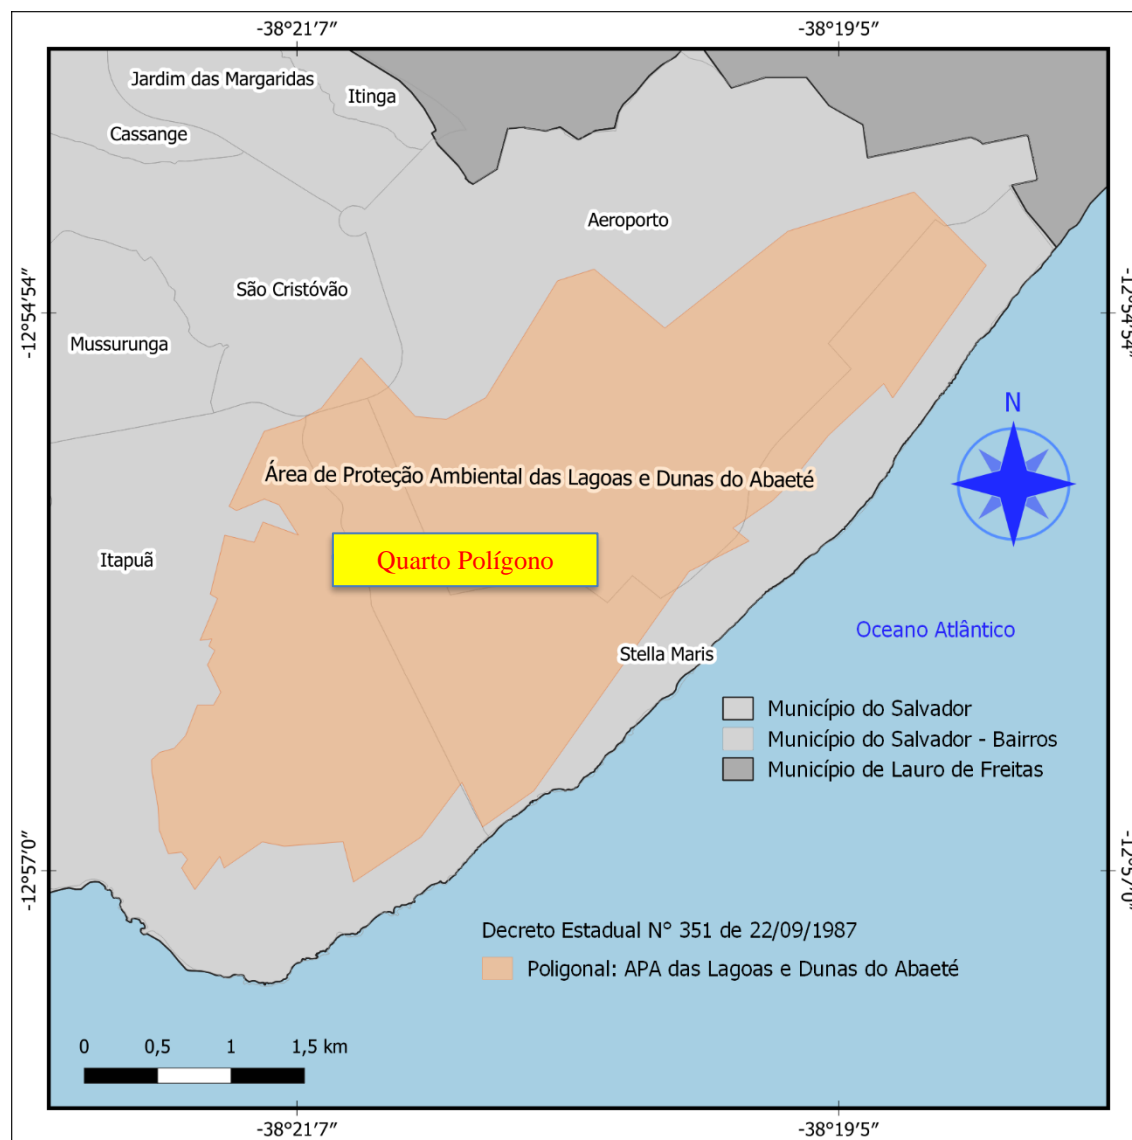 -38°21'7" -38°19'5"
Jardim das Margaridas
Itinga
Cassange
Aeroporto
São Cristóvão
-12°54'54" -12°54'54"
Mussurunga
N
Área de Proteção Ambiental das Lagoas e Dunas do Abaeté
Itapuã
Quarto Polígono
Oceano Atlântico
Stella Maris
Município do Salvador
Município do Salvador - Bairros
Município de Lauro de Freitas
-12°57'0" -12°57'0"
Decreto Estadual N° 351 de 22/09/1987
Poligonal: APA das Lagoas e Dunas do Abaeté
0 0,5 1 1,5 km
-38°21'7" -38°19'5"